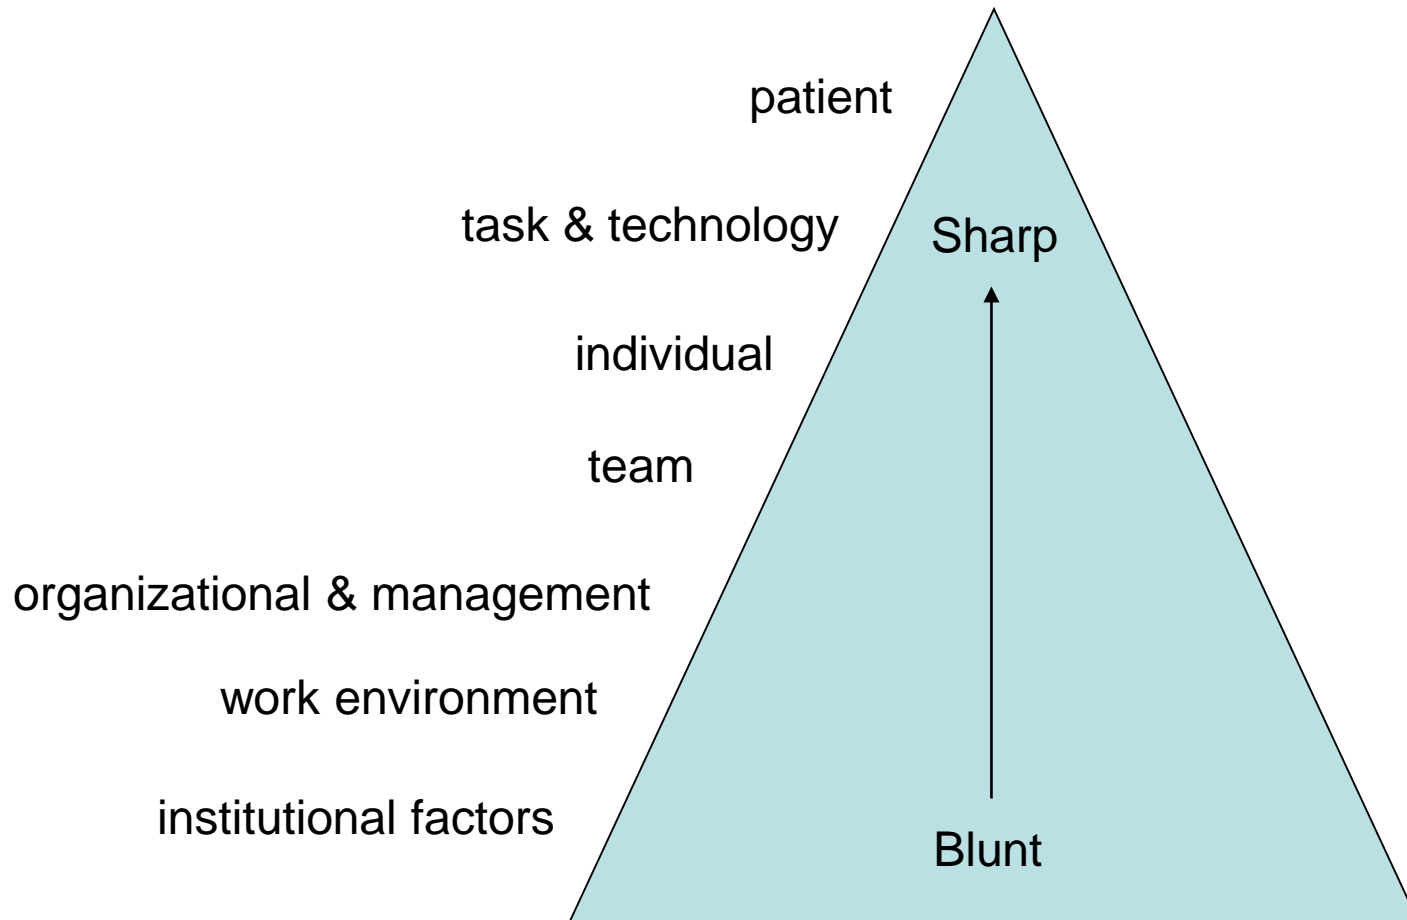 patient
task & technology
Sharp
individual
team
organizational & management
work environment
institutional factors
Blunt